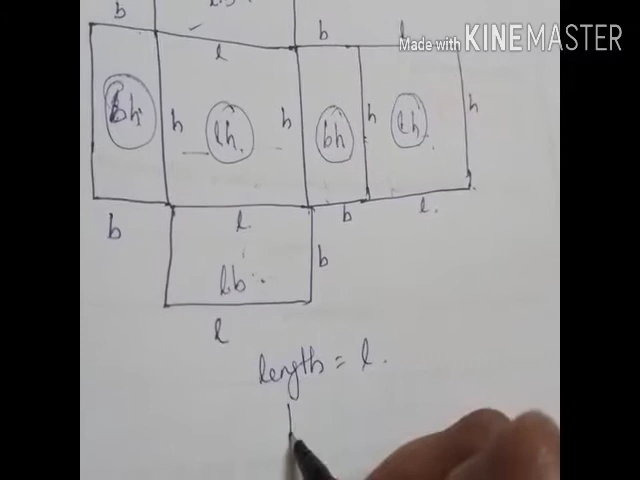 b
b l
Made with KINEMASTER
l
bh h lh h bh h lh h
b l b l.
lb b
l
length = l.